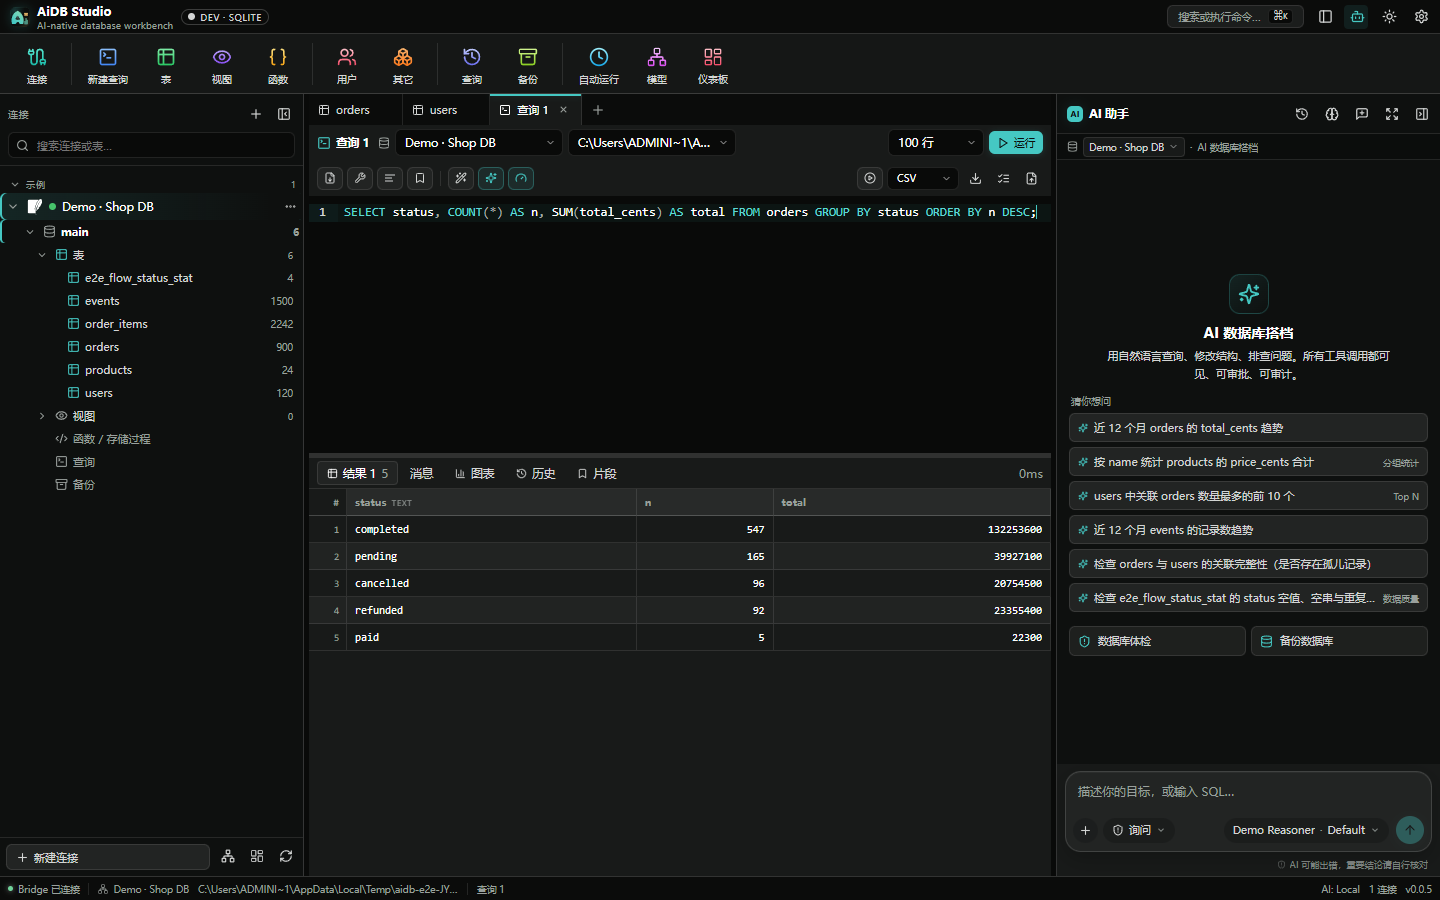 AiDB Studio
AI-native database workbench
DEV · SQLITE
搜索或执行命令...
⌘K
连接
新建查询
表
视图
函数
用户
其它
查询
备份
自动运行
模型
仪表板
连接
搜索连接或表...
示例 1
Demo · Shop DB
main 6
表 6
e2e_flow_status_stat 4
events 1500
order_items 2242
orders 900
products 24
users 120
视图 0
函数 / 存储过程
查询
备份
新建连接
orders
users
查询 1
查询 1
Demo · Shop DB
C:\Users\ADMINI~1\A...
100 行
运行
CSV
1 SELECT status, COUNT(*) AS n, SUM(total_cents) AS total FROM orders GROUP BY status ORDER BY n DESC;
结果 1 5
消息
图表
历史
片段
0ms
# status TEXT n total
1 completed 547 132253600
2 pending 165 39927100
3 cancelled 96 20754500
4 refunded 92 23355400
5 paid 5 22300
AI AI 助手
Demo · Shop DB
· AI 数据库搭档
AI 数据库搭档
用自然语言查询、修改结构、排查问题。所有工具调用都可
见、可审批、可审计。
猜你想问
近 12 个月 orders 的 total_cents 趋势
按 name 统计 products 的 price_cents 合计 分组统计
users 中关联 orders 数量最多的前 10 个 Top N
近 12 个月 events 的记录数趋势
检查 orders 与 users 的关联完整性（是否存在孤儿记录）
检查 e2e_flow_status_stat 的 status 空值、空串与重复... 数据质量
数据库体检
备份数据库
描述你的目标，或输入 SQL...
询问
Demo Reasoner · Default
AI 可能出错，重要结论请自行核对
Bridge 已连接
Demo · Shop DB
C:\Users\ADMINI~1\AppData\Local\Temp\aidb-e2e-JY...
查询 1
AI: Local
1 连接
v0.0.5